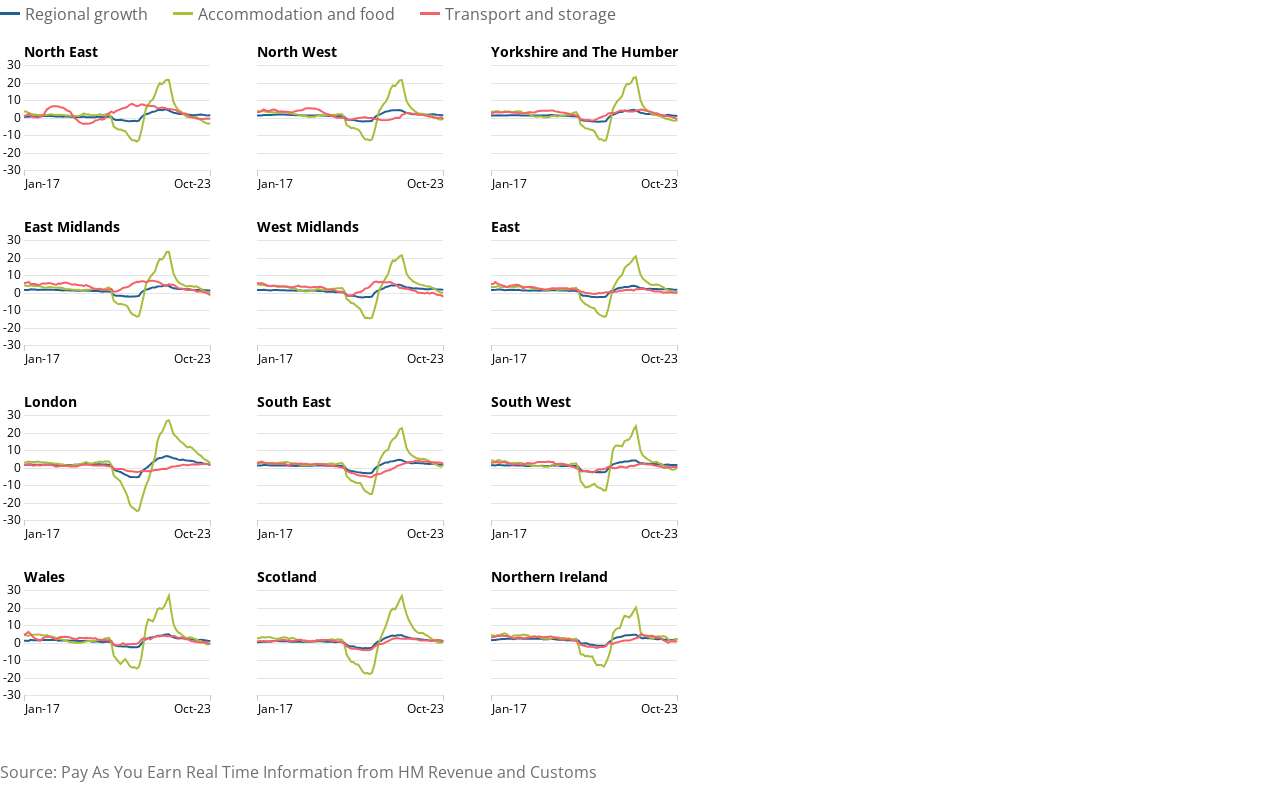 Regional growth Accommodation and food Transport and storage
North East North West Yorkshire and The Humber
30
20
10
0
-10
-20
-30
Jan-17 Oct-23 Jan-17 Oct-23 Jan-17 Oct-23
East Midlands West Midlands East
30
20
10
0
-10
-20
-30
Jan-17 Oct-23 Jan-17 Oct-23 Jan-17 Oct-23
London South East South West
30
20
10
0
-10
-20
-30
Jan-17 Oct-23 Jan-17 Oct-23 Jan-17 Oct-23
Wales Scotland Northern Ireland
30
20
10
0
-10
-20
-30
Jan-17 Oct-23 Jan-17 Oct-23 Jan-17 Oct-23
Source: Pay As You Earn Real Time Information from HM Revenue and Customs